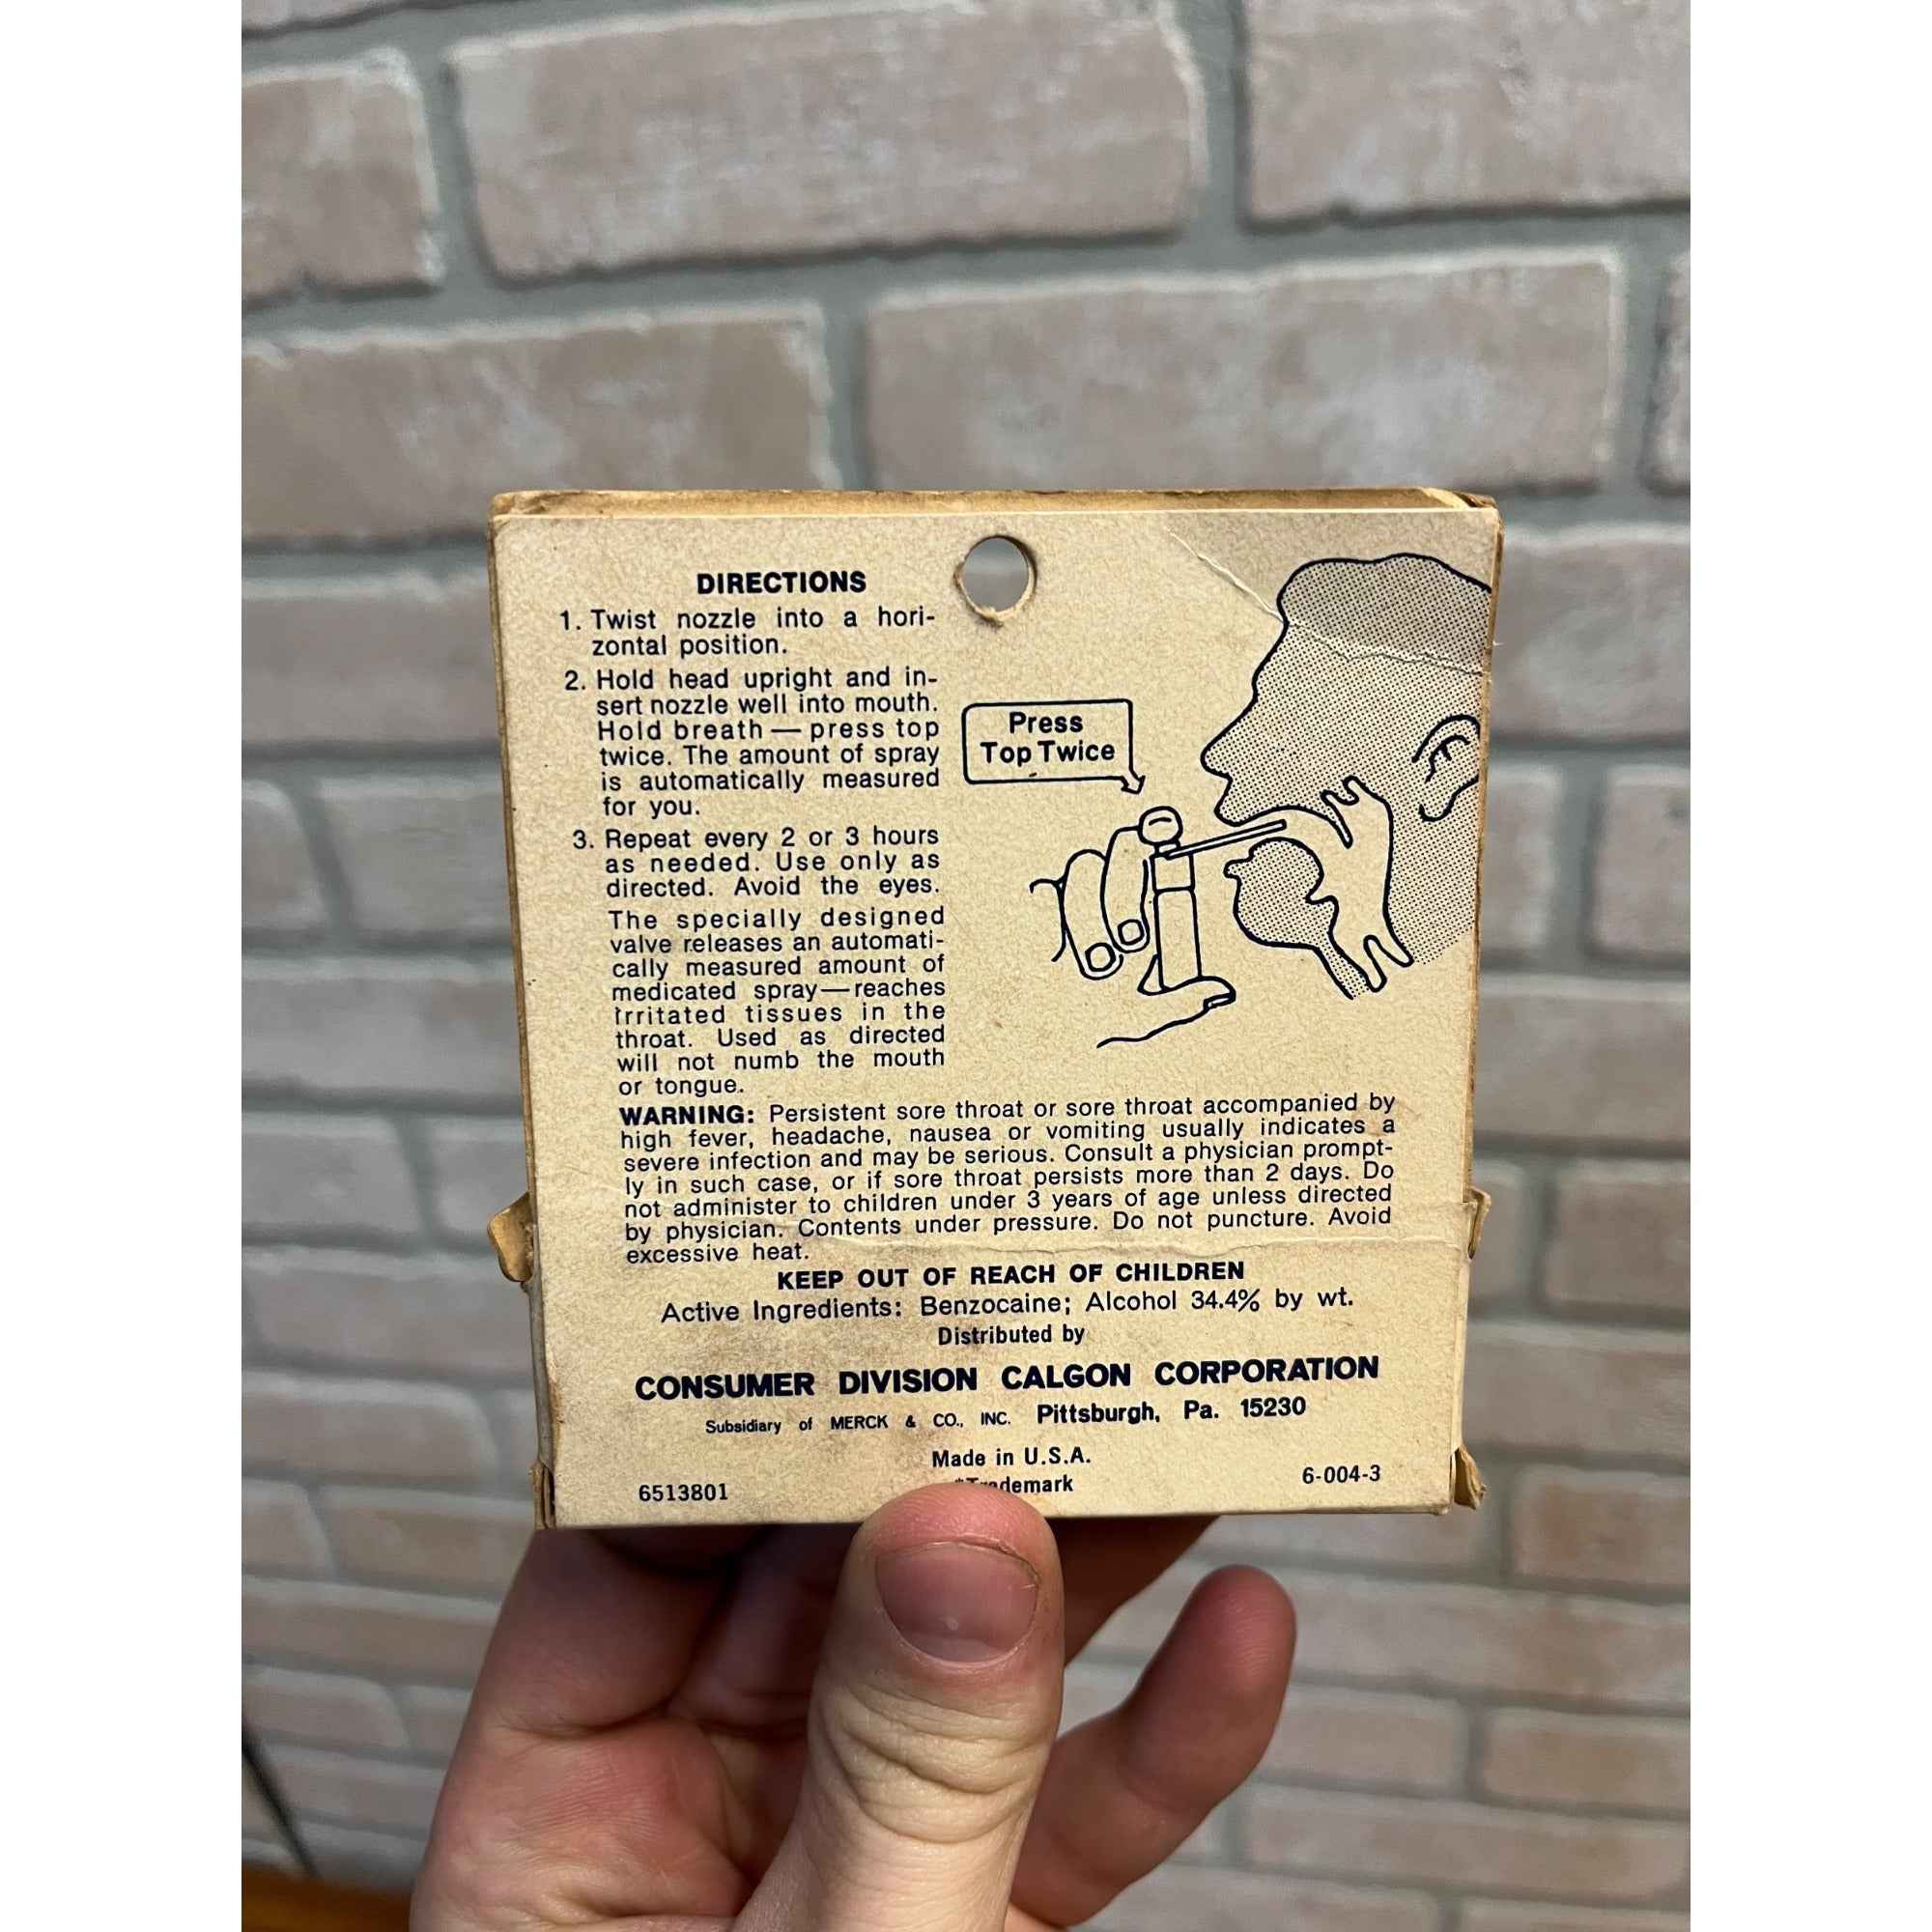 DIRECTIONS
1. Twist nozzle into a hori-
zontal position.
2. Hold head upright and in-
sert nozzle well into mouth.
Hold breath — press top
twice. The amount of spray
is automatically measured
for you.
3. Repeat every 2 or 3 hours
as needed. Use only as
directed. Avoid the eyes.
The specially designed
valve releases an automati-
cally measured amount of
medicated spray—reaches
irritated tissues in the
throat. Used as directed
will not numb the mouth
or tongue.
Press
Top Twice
WARNING: Persistent sore throat or sore throat accompanied by
high fever, headache, nausea or vomiting usually indicates a
severe infection and may be serious. Consult a physician prompt-
ly in such case, or if sore throat persists more than 2 days. Do
not administer to children under 3 years of age unless directed
by physician. Contents under pressure. Do not puncture. Avoid
excessive heat.
KEEP OUT OF REACH OF CHILDREN
Active Ingredients: Benzocaine; Alcohol 34.4% by wt.
Distributed by
CONSUMER DIVISION CALGON CORPORATION
Subsidiary of MERCK & CO., INC. Pittsburgh, Pa. 15230
Made in U.S.A.
*Trademark
6513801
6-004-3